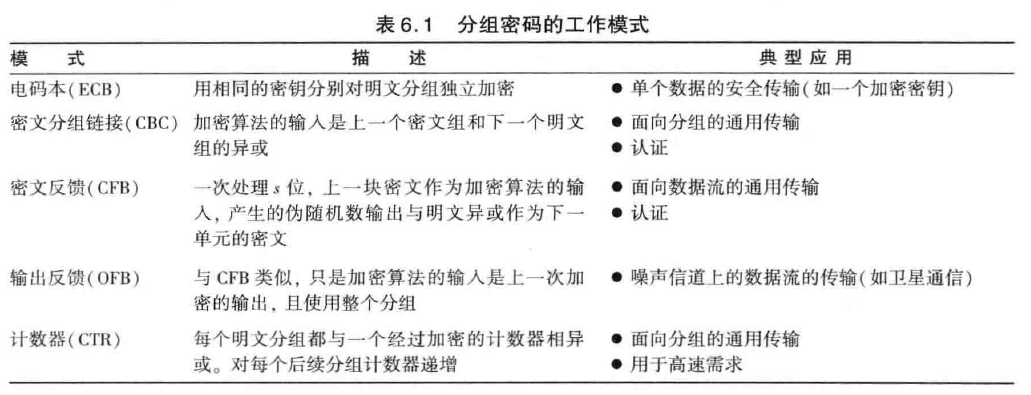 表 6.1 分组密码的工作模式
模 式 描 述 典 型 应 用
电码本(ECB) 用相同的密钥分别对明文分组独立加密 ● 单个数据的安全传输(如一个加密密钥)
密文分组链接(CBC) 加密算法的输入是上一个密文组和下一个明文 ● 面向分组的通用传输
组的异或 ● 认证
密文反馈(CFB) 一次处理 s 位，上一块密文作为加密算法的输 ● 面向数据流的通用传输
入，产生的伪随机数输出与明文异或作为下一 ● 认证
单元的密文
输出反馈(OFB) 与 CFB 类似，只是加密算法的输入是上一次加 ● 噪声信道上的数据流的传输(如卫星通信)
密的输出，且使用整个分组
计数器(CTR) 每个明文分组都与一个经过加密的计数器相异 ● 面向分组的通用传输
或。对每个后续分组计数器递增 ● 用于高速需求